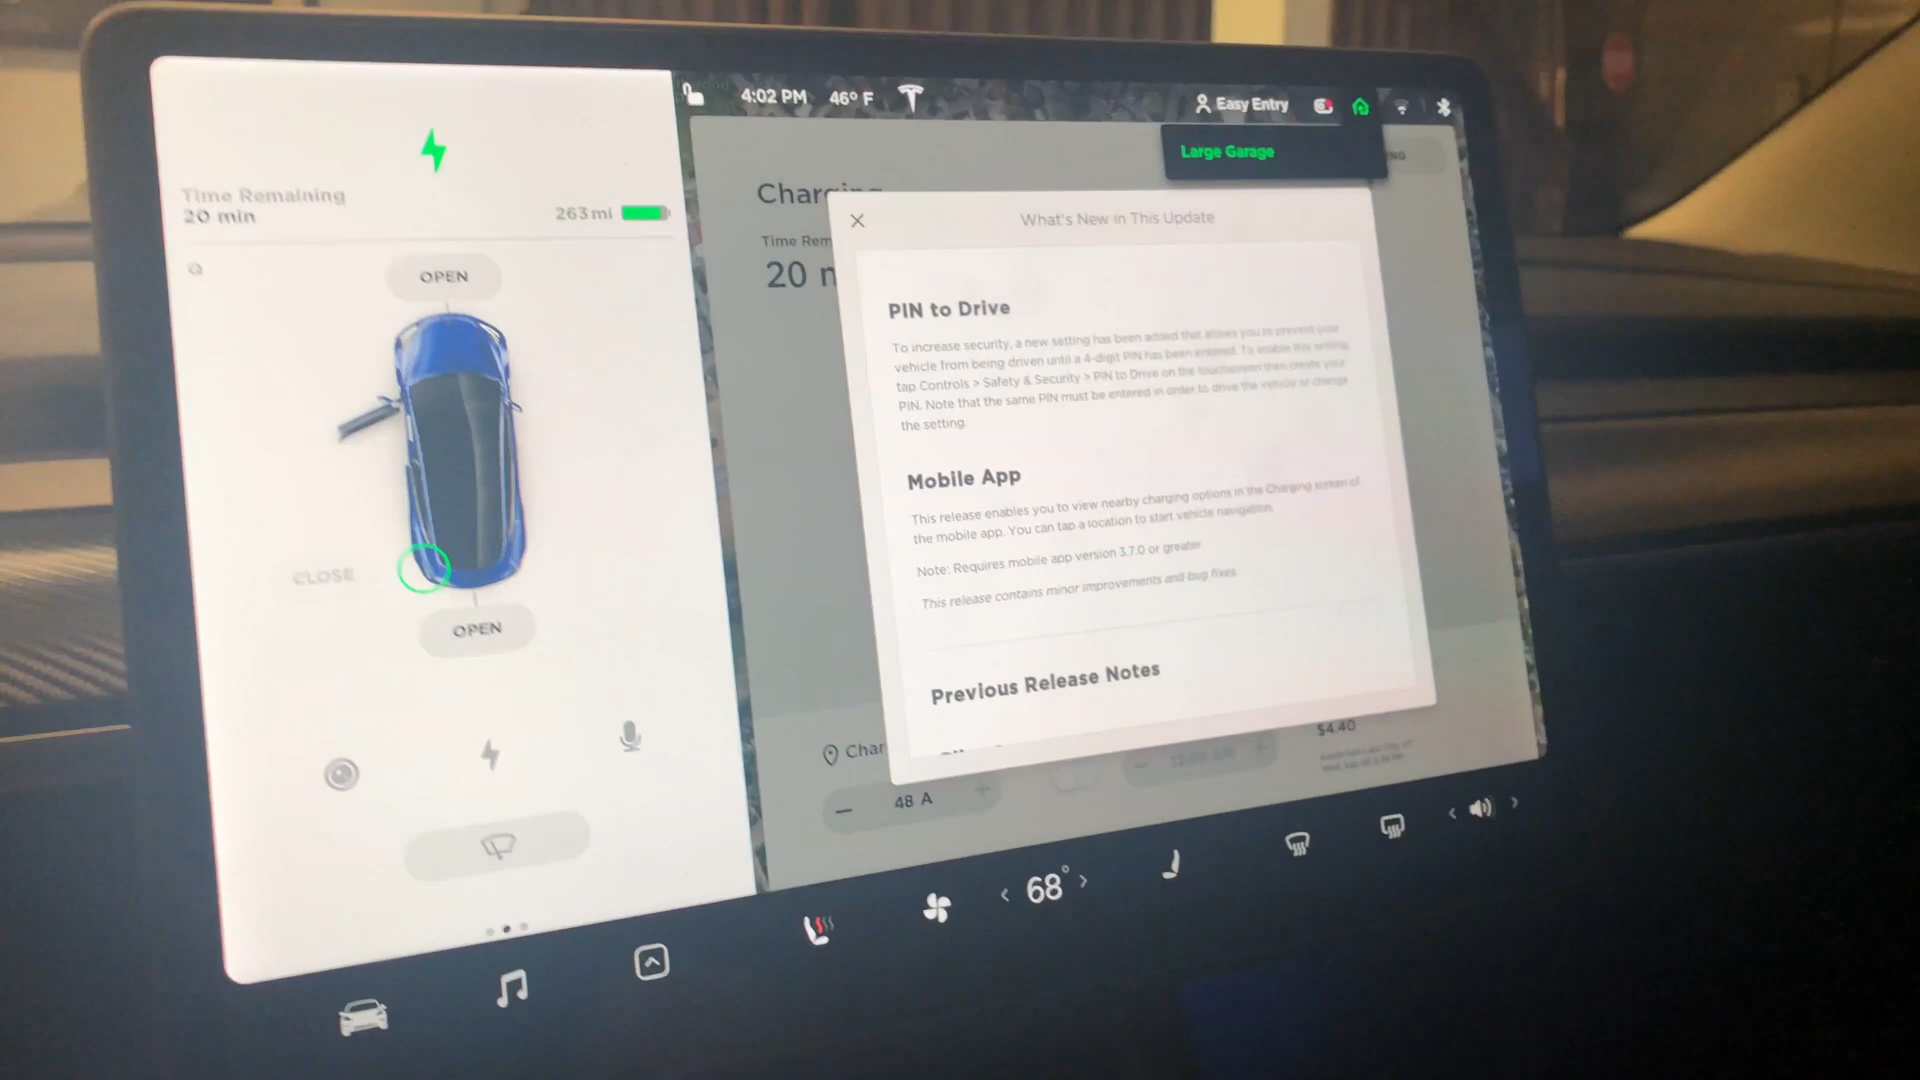 4:02 PM 46° F
Easy Entry
Large Garage
Time Remaining
20 min
263 mi
OPEN
CLOSE
OPEN
Time Rem
20
What's New in This Update
PIN to Drive
To increase security, a new setting has been added that allows you to prevent your
vehicle from being driven until a 4-digit PIN has been entered. To enable this setting,
tap Controls > Safety & Security > PIN to Drive on the touchscreen then create your
PIN. Note that the same PIN must be entered in order to drive the vehicle or change
the setting.
Mobile App
This release enables you to view nearby charging options in the Charging screen of
the mobile app. You can tap a location to start vehicle navigation.
Note: Requires mobile app version 3.7.0 or greater.
This release contains minor improvements and bug fixes.
Previous Release Notes
Char
48 A
$4.40
68°